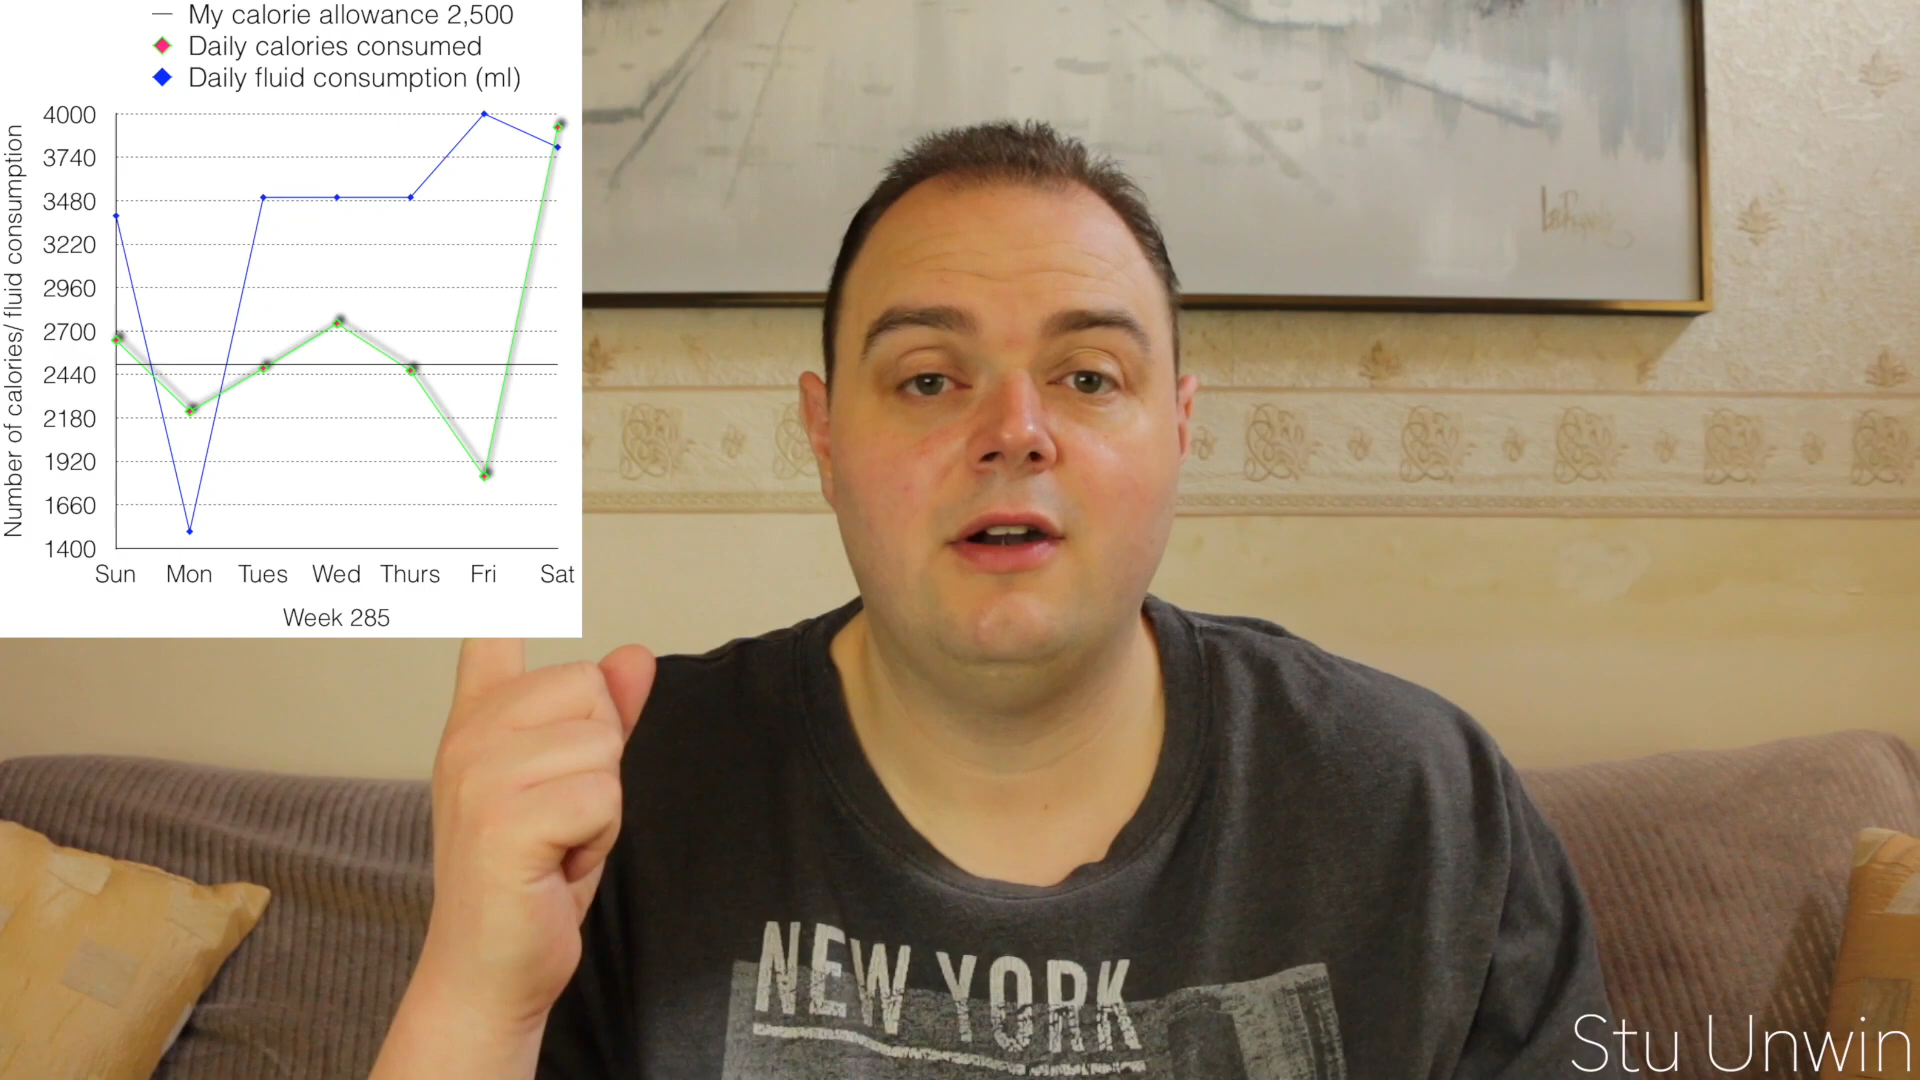 My calorie allowance 2,500
Daily calories consumed
Daily fluid consumption (ml)
Number of calories/ fluid consumption
4000
3740
3480
3220
2960
2700
2440
2180
1920
1660
1400
Sun Mon Tues Wed Thurs Fri Sat
Week 285
NEW YORK
Stu Unwin